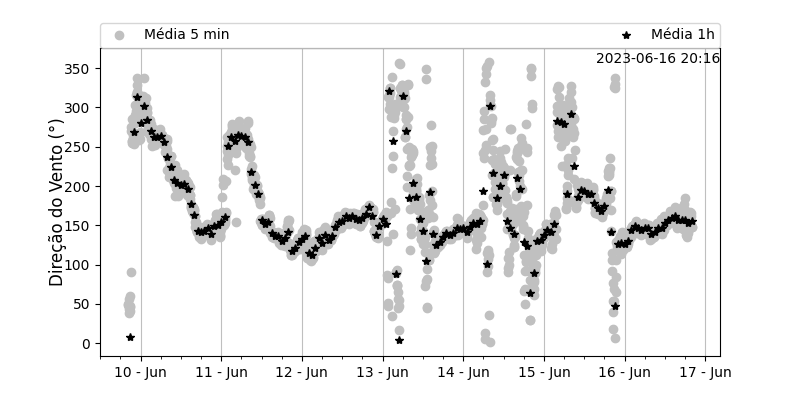 Média 5 min
Média 1h
2023-06-16 20:16
Direção do Vento (°)
350
300
250
200
150
100
50
0
10 - Jun
11 - Jun
12 - Jun
13 - Jun
14 - Jun
15 - Jun
16 - Jun
17 - Jun